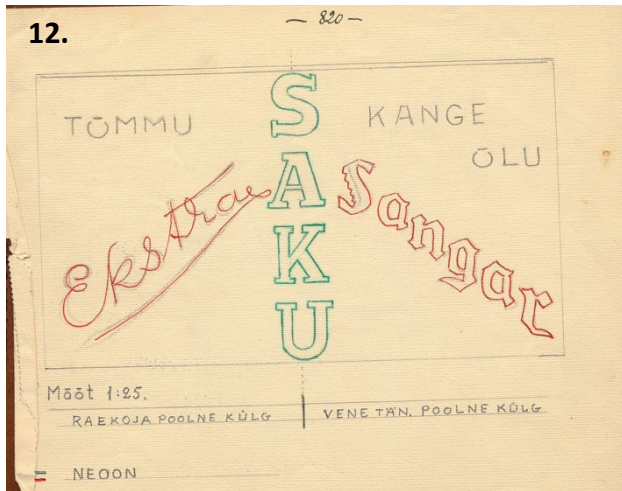 12.
— 820 —
TÕMMU
SAKU
KANGE
ÕLU
Ekstra
Sangar
Mõõt 1:25.
RAEKOJA POOLNE KÜLG
VENE TÄN. POOLNE KÜLG
NEOON